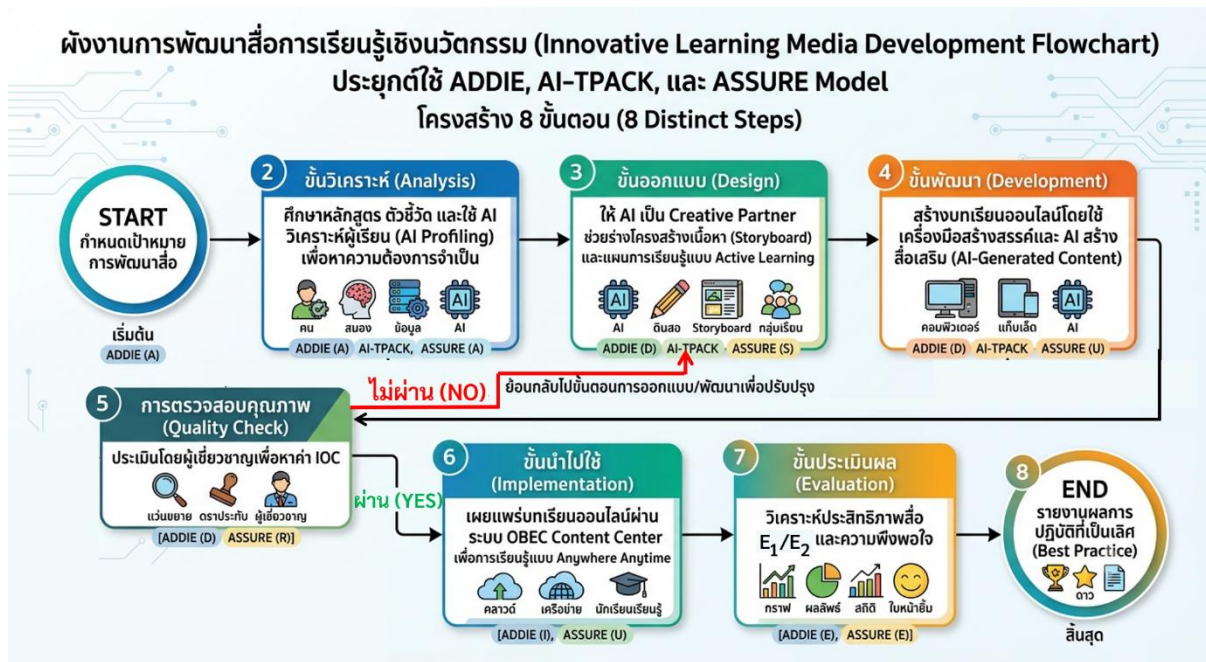 ผังงานการพัฒนาสื่อการเรียนรู้เชิงนวัตกรรม (Innovative Learning Media Development Flowchart)
ประยุกต์ใช้ ADDIE, AI-TPACK, และ ASSURE Model
โครงสร้าง 8 ขั้นตอน (8 Distinct Steps)
START
กำหนดเป้าหมาย
การพัฒนาสื่อ
เริ่มต้น
ADDIE (A)
2
ขั้นวิเคราะห์ (Analysis)
ศึกษาหลักสูตร ตัวชี้วัด และใช้ AI
วิเคราะห์ผู้เรียน (AI Profiling)
เพื่อหาความต้องการจำเป็น
AI
คน สมอง ข้อมูล AI
ADDIE (A) AI-TPACK, ASSURE (A)
3
ขั้นออกแบบ (Design)
ให้ AI เป็น Creative Partner
ช่วยร่างโครงสร้างเนื้อหา (Storyboard)
และแผนการเรียนรู้แบบ Active Learning
AI
AI ดินสอ Storyboard กลุ่มเรียน
ADDIE (D) AI-TPACK ASSURE (S)
4
ขั้นพัฒนา (Development)
สร้างบทเรียนออนไลน์โดยใช้
เครื่องมือสร้างสรรค์และ AI สร้าง
สื่อเสริม (AI-Generated Content)
AI
คอมพิวเตอร์ แท็บเล็ต AI
ADDIE (D) AI-TPACK ASSURE (U)
ไม่ผ่าน (NO)
ย้อนกลับไปขั้นตอนการออกแบบ/พัฒนาเพื่อปรับปรุง
5
การตรวจสอบคุณภาพ
(Quality Check)
ประเมินโดยผู้เชี่ยวชาญเพื่อหาค่า IOC
แว่นขยาย ตราประทับ ผู้เชี่ยวอาญ
[ADDIE (D) ASSURE (R)]
ผ่าน (YES)
6
ขั้นนำไปใช้
(Implementation)
เผยแพร่บทเรียนออนไลน์ผ่าน
ระบบ OBEC Content Center
เพื่อการเรียนรู้แบบ Anywhere Anytime
คลาวด์ เครือข่าย นักเรียนเรียนรู้
[ADDIE (I), ASSURE (U)
7
ขั้นประเมินผล
(Evaluation)
วิเคราะห์ประสิทธิภาพสื่อ
E₁/E₂ และความพึงพอใจ
กราฟ ผลลัพธ์ สถิติ ใบหน้ายิ้ม
[ADDIE (E), ASSURE (E)]
8
END
รายงานผลการ
ปฏิบัติที่เป็นเลิศ
(Best Practice)
ดาว
สิ้นสุด